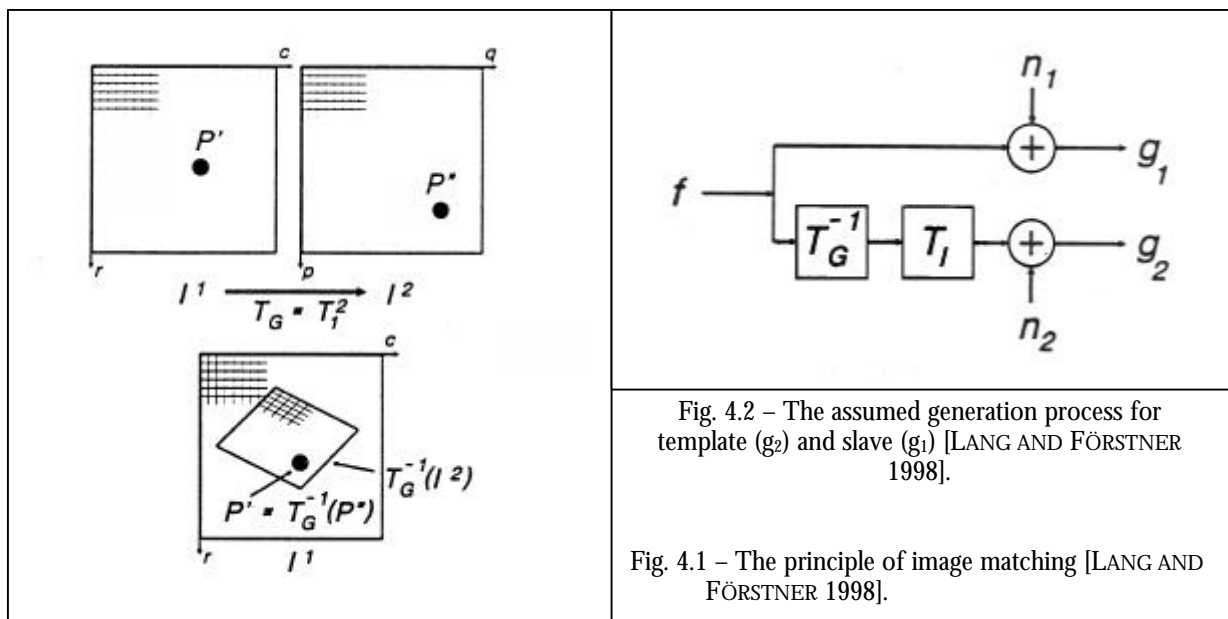 c
q
P'
P"
r
p
I¹ I²
T_G = T₁²
c
T_G⁻¹(I²)
P' = T_G⁻¹(P")
r
I¹
n₁
+
g₁
f
T_G⁻¹
T_I
+
g₂
n₂
Fig. 4.2 – The assumed generation process for
template (g₂) and slave (g₁) [LANG AND FÖRSTNER
1998].
Fig. 4.1 – The principle of image matching [LANG AND
FÖRSTNER 1998].